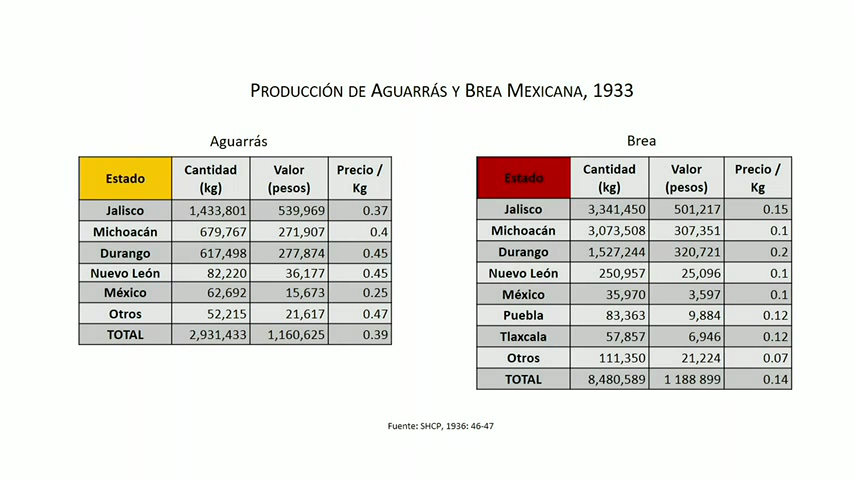 PRODUCCIÓN DE AGUARRÁS Y BREA MEXICANA, 1933
Aguarrás
Estado Cantidad (kg) Valor (pesos) Precio / Kg
Jalisco 1,433,801 539,969 0.37
Michoacán 679,767 271,907 0.4
Durango 617,498 277,874 0.45
Nuevo León 82,220 36,177 0.45
México 62,692 15,673 0.25
Otros 52,215 21,617 0.47
TOTAL 2,931,433 1,160,625 0.39
Brea
Estado Cantidad (kg) Valor (pesos) Precio / Kg
Jalisco 3,341,450 501,217 0.15
Michoacán 3,073,508 307,351 0.1
Durango 1,527,244 320,721 0.2
Nuevo León 250,957 25,096 0.1
México 35,970 3,597 0.1
Puebla 83,363 9,884 0.12
Tlaxcala 57,857 6,946 0.12
Otros 111,350 21,224 0.07
TOTAL 8,480,589 1 188 899 0.14
Fuente: SHCP, 1936: 46-47